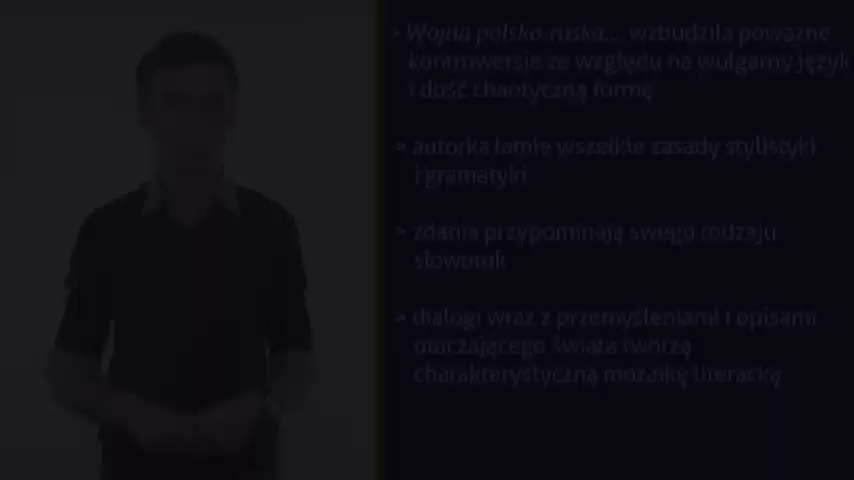 > Wojna polsko-ruska... wzbudziła poważne
kontrowersje ze względu na wulgarny język
i dość chaotyczną formę
> autorka łamie wszelkie zasady stylistyki
i gramatyki
> zdania przypominają swego rodzaju
słowotok
> dialogi wraz z przemyśleniami i opisami
otaczającego świata tworzą
charakterystyczną mozaikę literacką